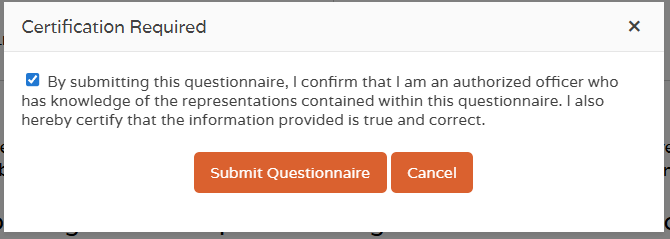 Certification Required
×
By submitting this questionnaire, I confirm that I am an authorized officer who
has knowledge of the representations contained within this questionnaire. I also
hereby certify that the information provided is true and correct.
Submit Questionnaire Cancel